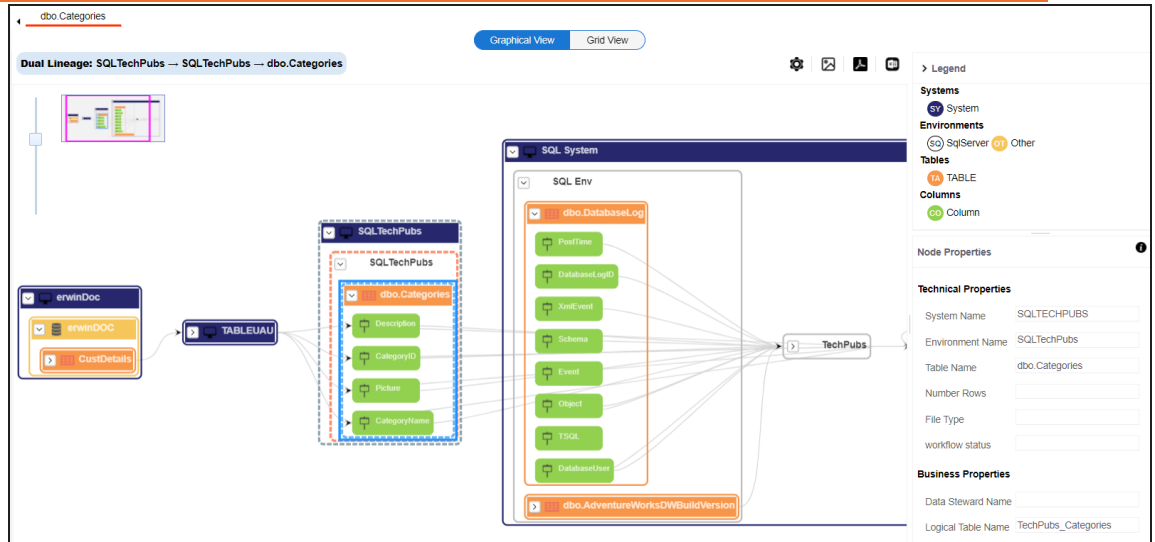 dbo.Categories
Graphical View Grid View
Dual Lineage: SQLTechPubs → SQLTechPubs → dbo.Categories
erwinDoc
erwinDOC
CustDetails
TABLEUAU
SQLTechPubs
SQLTechPubs
dbo.Categories
Description
CategoryID
Picture
CategoryName
SQL System
SQL Env
dbo.DatabaseLog
PostTime
DatabaseLogID
XmlEvent
Schema
Event
Object
TSQL
DatabaseUser
dbo.AdventureWorksDWBuildVersion
TechPubs
Legend
Systems
SY System
Environments
SQ SqlServer OT Other
Tables
TA TABLE
Columns
CO Column
Node Properties
Technical Properties
System Name SQLTECHPUBS
Environment Name SQLTechPubs
Table Name dbo.Categories
Number Rows
File Type
workflow status
Business Properties
Data Steward Name
Logical Table Name TechPubs_Categories